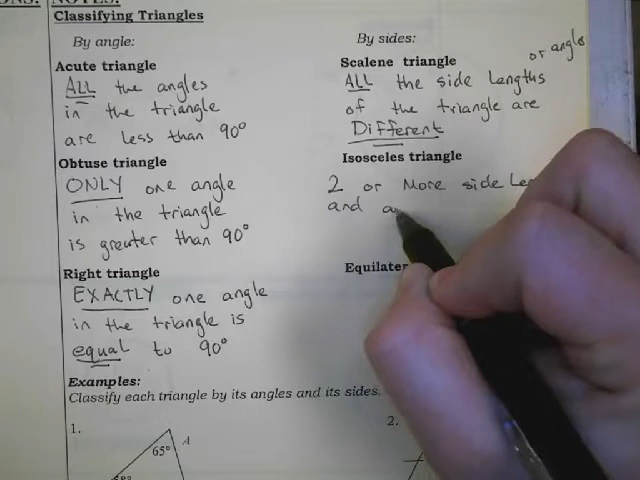 NOTES:
Classifying Triangles
By angle:
By sides:
Acute triangle
ALL the angles
in the triangle
are less than 90°
Obtuse triangle
ONLY one angle
in the triangle
is greater than 90°
Right triangle
EXACTLY one angle
in the triangle is
equal to 90°
Scalene triangle
or angles
ALL the side lengths
of the triangle are
Different
Isosceles triangle
2 or More side
and
Examples:
Classify each triangle by its angles and its sides.
1.
65°
A
2.